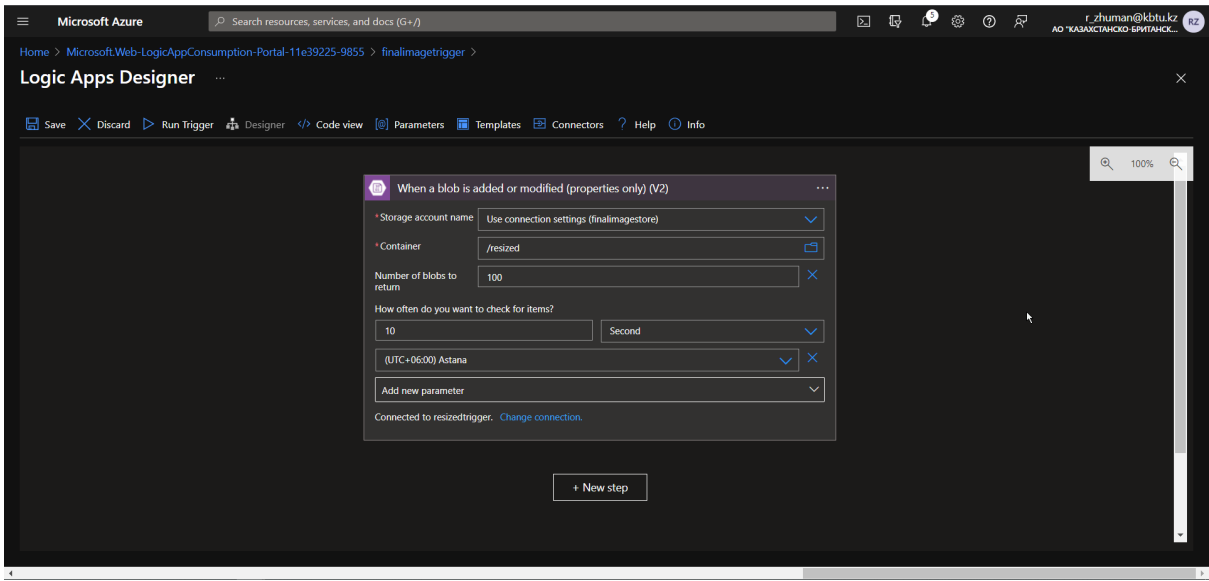 Microsoft Azure
Search resources, services, and docs (G+/)
5
r_zhuman@kbtu.kz
АО "КАЗАХСТАНСКО-БРИТАНСК...
RZ
Home > Microsoft.Web-LogicAppConsumption-Portal-11e39225-9855 > finalimagetrigger >
Logic Apps Designer ...
Save Discard Run Trigger Designer </> Code view [@] Parameters Templates Connectors ? Help Info
100%
When a blob is added or modified (properties only) (V2) ...
*Storage account name Use connection settings (finalimagestore)
*Container /resized
Number of blobs to return 100
How often do you want to check for items?
10 Second
(UTC+06:00) Astana
Add new parameter
Connected to resizedtrigger. Change connection.
+ New step